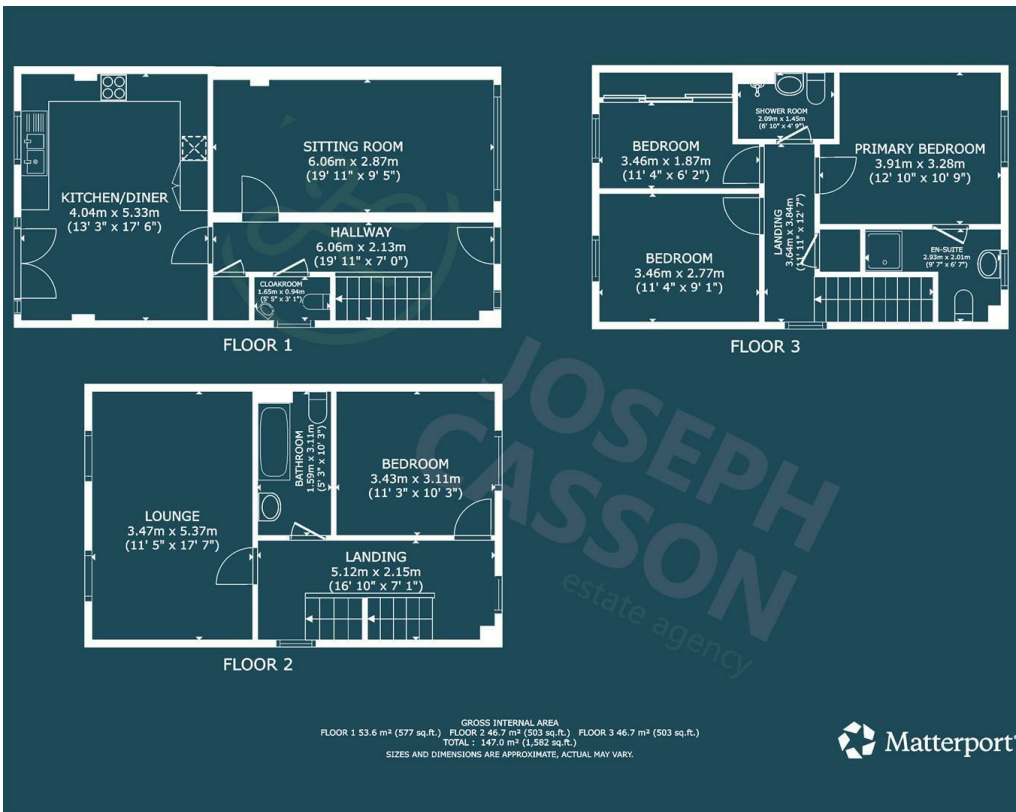 KITCHEN/DINER
4.04m x 5.33m
(13' 3" x 17' 6")
SITTING ROOM
6.06m x 2.87m
(19' 11" x 9' 5")
HALLWAY
6.06m x 2.13m
(19' 11" x 7' 0")
CLOAKROOM
1.65m x 0.94m
(5' 5" x 3' 1")
FLOOR 1
BEDROOM
3.46m x 1.87m
(11' 4" x 6' 2")
SHOWER ROOM
2.09m x 1.45m
(6' 10" x 4' 9")
PRIMARY BEDROOM
3.91m x 3.28m
(12' 10" x 10' 9")
BEDROOM
3.46m x 2.77m
(11' 4" x 9' 1")
LANDING
3.64m x 3.84m
(11' 11" x 12' 7")
EN-SUITE
2.93m x 2.01m
(9' 7" x 6' 7")
FLOOR 3
LOUNGE
3.47m x 5.37m
(11' 5" x 17' 7")
BATHROOM
1.59m x 3.11m
(5' 3" x 10' 3")
BEDROOM
3.43m x 3.11m
(11' 3" x 10' 3")
LANDING
5.12m x 2.15m
(16' 10" x 7' 1")
FLOOR 2
JOSEPH
CASSON
estate agency
GROSS INTERNAL AREA
FLOOR 1 53.6 m² (577 sq.ft.) FLOOR 2 46.7 m² (503 sq.ft.) FLOOR 3 46.7 m² (503 sq.ft.)
TOTAL : 147.0 m² (1,582 sq.ft.)
SIZES AND DIMENSIONS ARE APPROXIMATE, ACTUAL MAY VARY.
Matterport